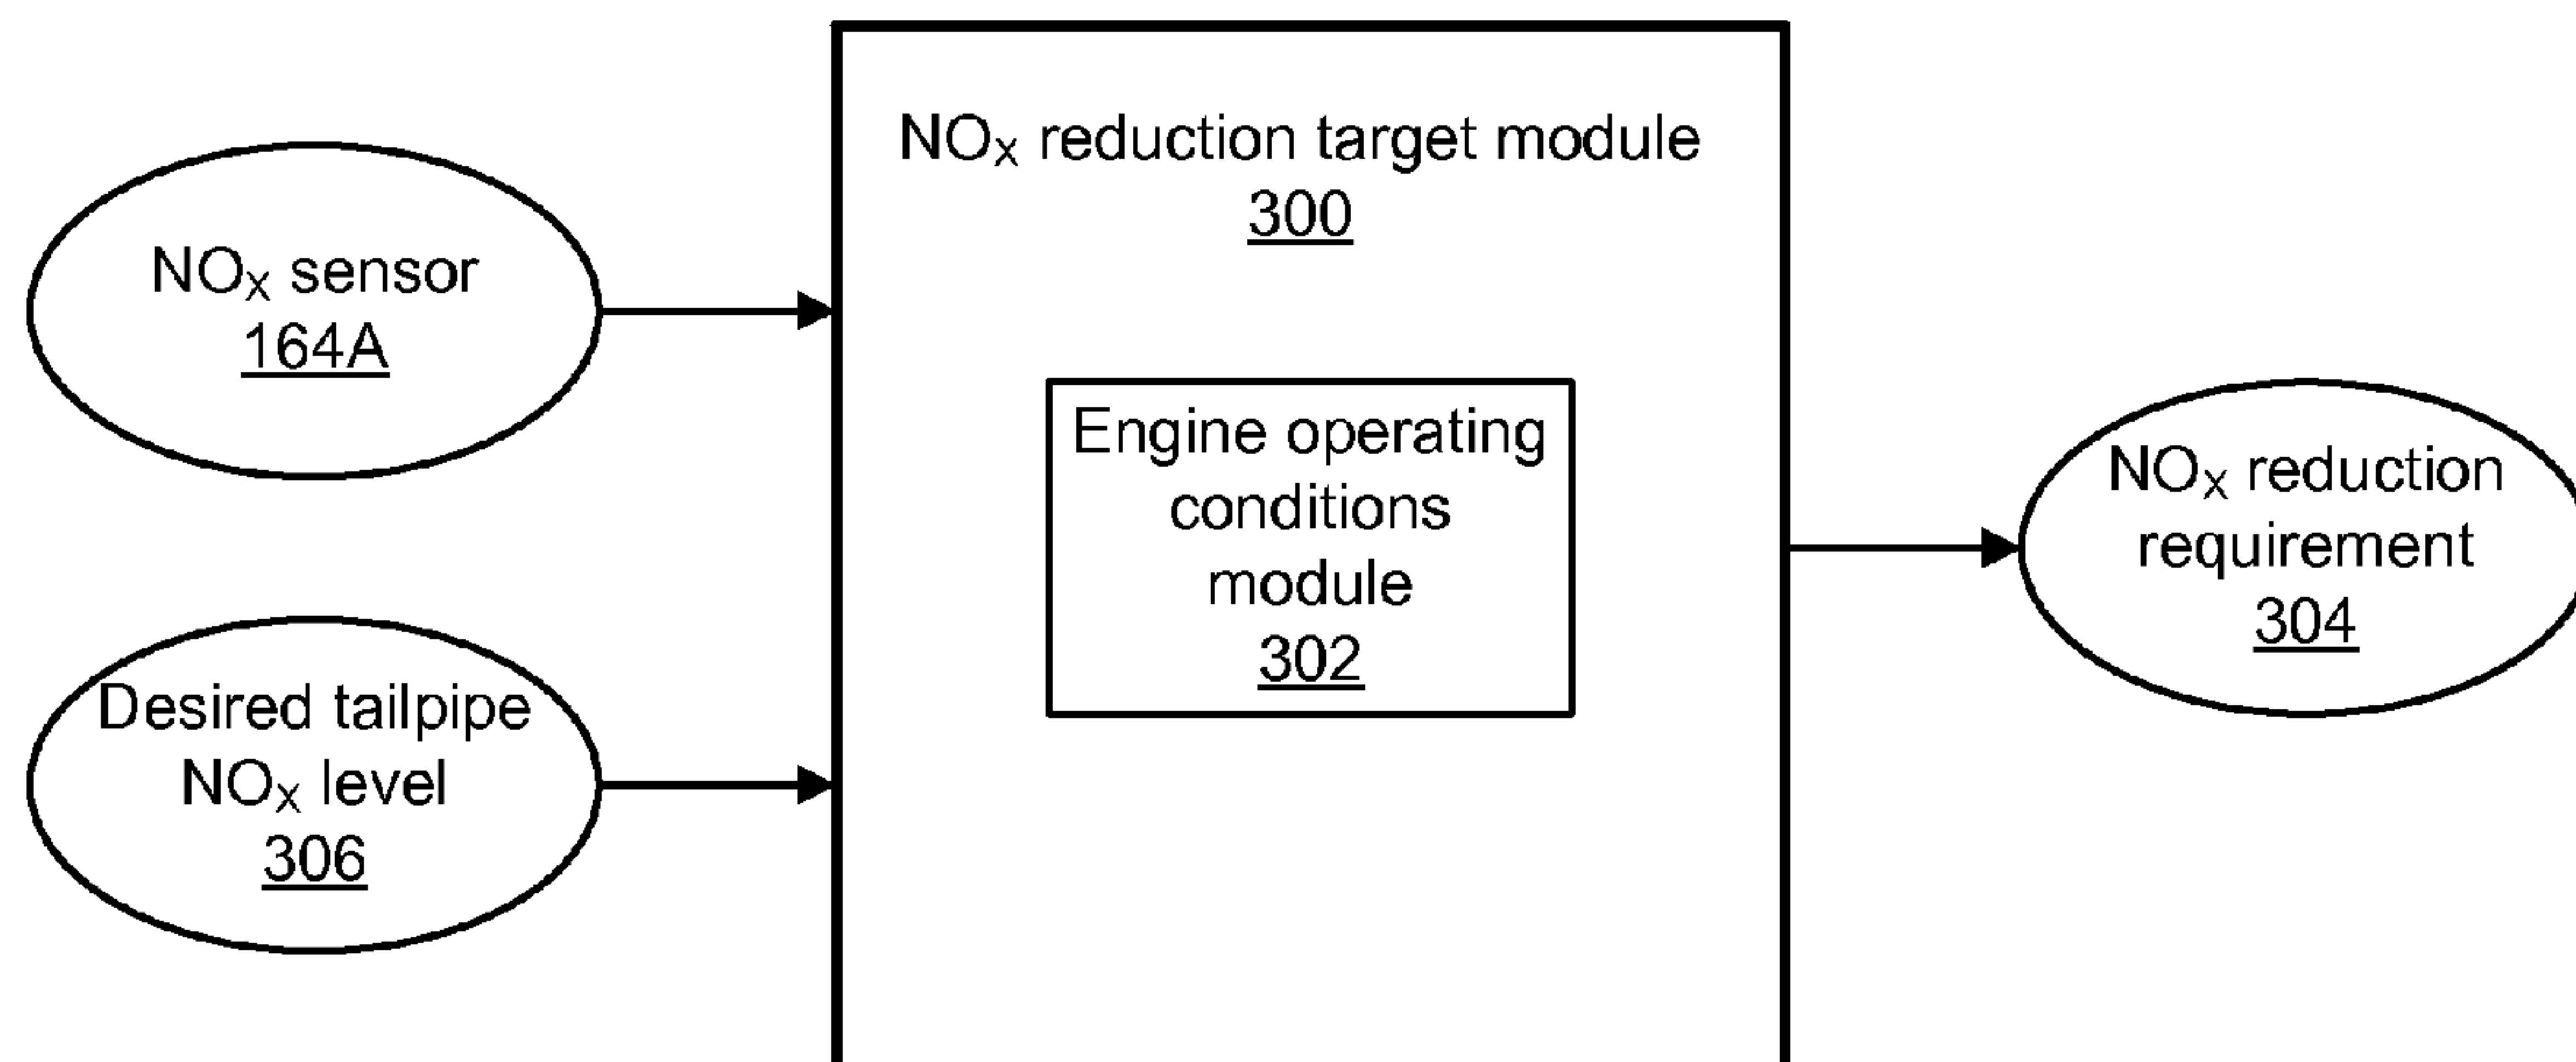 NOX reduction target module
300
NOX sensor
164A
Engine operating
conditions
module
302
NOX reduction
requirement
304
Desired tailpipe
NOX level
306